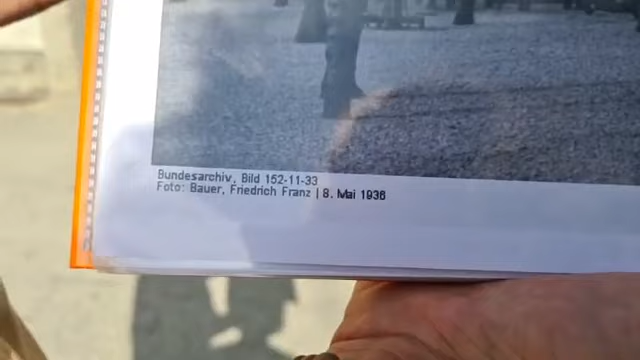 Bundesarchiv, Bild 152-11-33
Foto: Bauer, Friedrich Franz | 8. Mai 1936